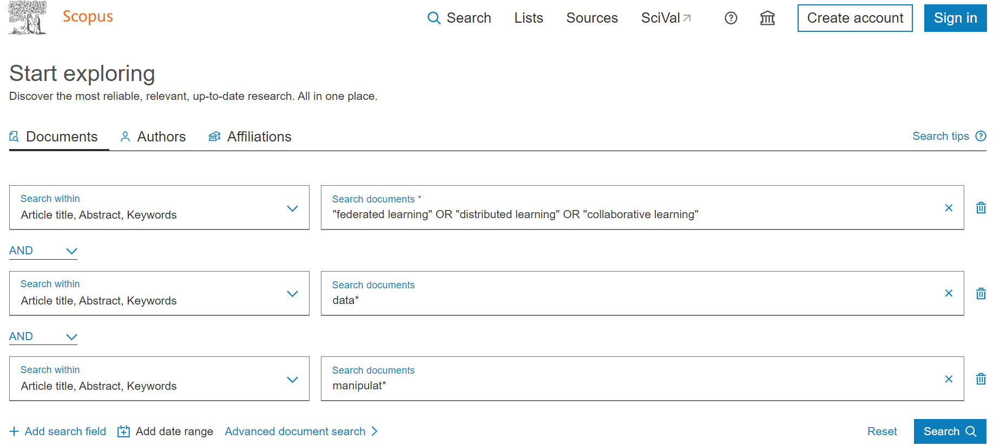 Scopus
Search Lists Sources SciVal Create account Sign in
Start exploring
Discover the most reliable, relevant, up-to-date research. All in one place.
Documents Authors Affiliations Search tips
Search within
Article title, Abstract, Keywords
Search documents *
"federated learning" OR "distributed learning" OR "collaborative learning"
AND
Search within
Article title, Abstract, Keywords
Search documents
data*
AND
Search within
Article title, Abstract, Keywords
Search documents
manipulat*
Add search field Add date range Advanced document search Reset Search